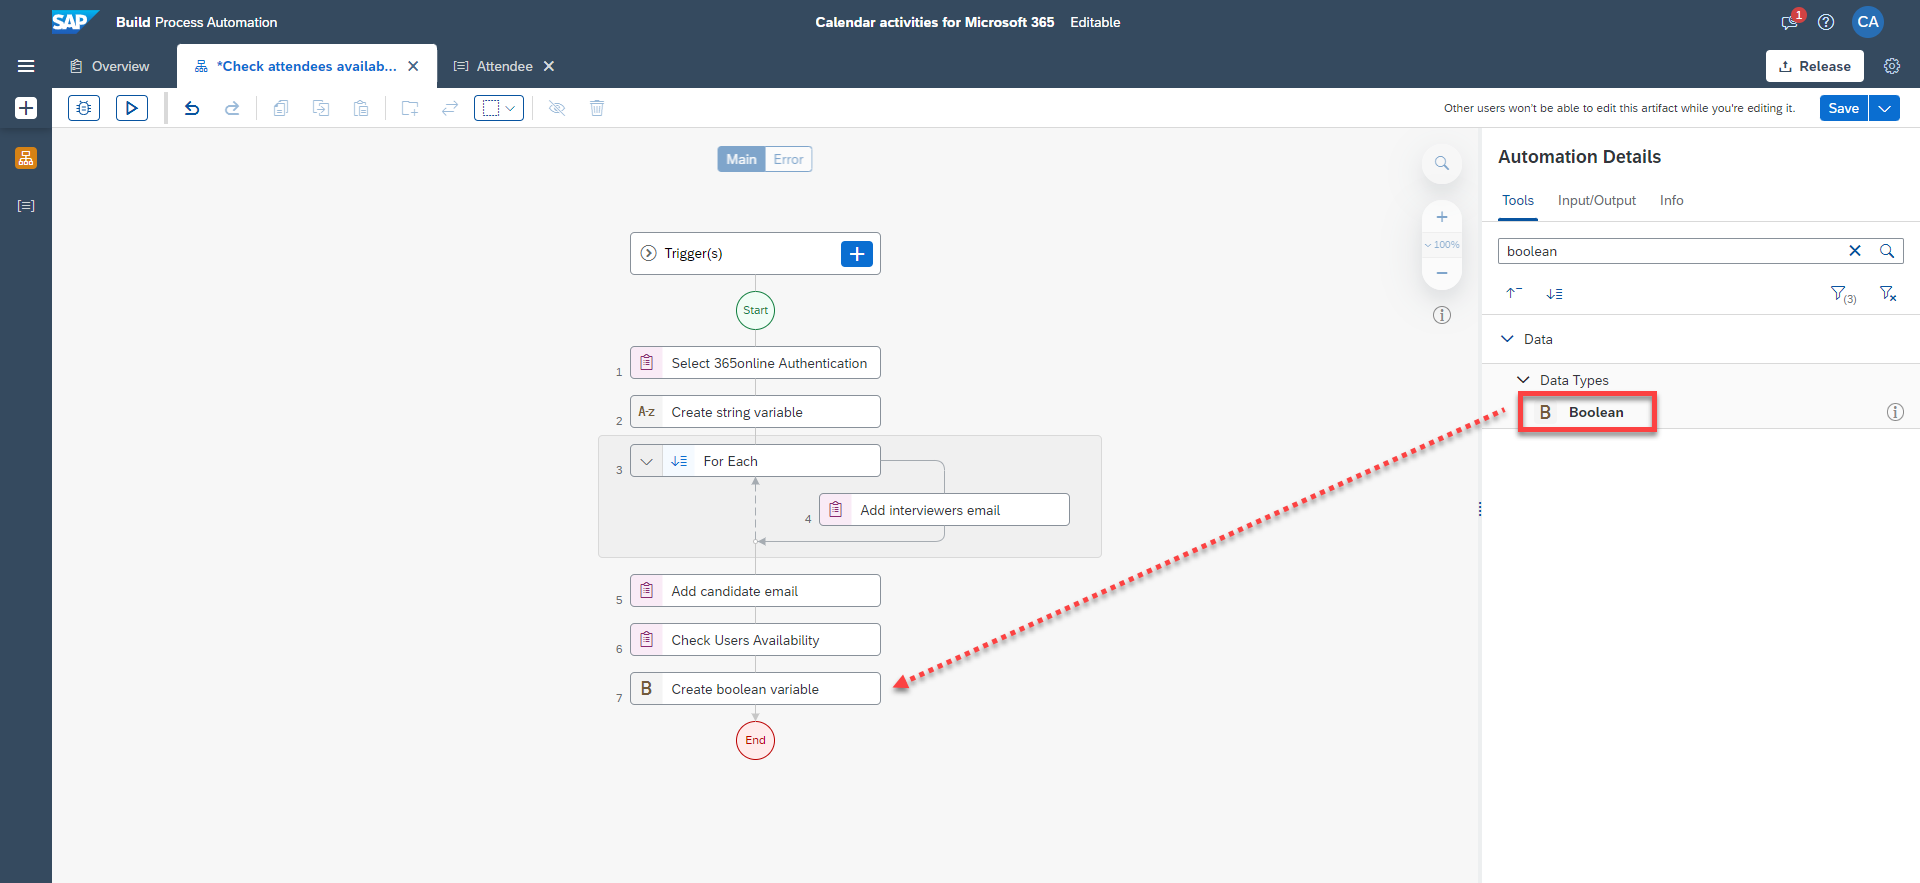 SAP Build Process Automation
Calendar activities for Microsoft 365 Editable
1
CA
Overview
*Check attendees availab...
Attendee
Release
Other users won't be able to edit this artifact while you're editing it.
Save
Main Error
100%
Trigger(s)
Start
1 Select 365online Authentication
2 A-z Create string variable
3 For Each
4 Add interviewers email
5 Add candidate email
6 Check Users Availability
7 B Create boolean variable
End
Automation Details
Tools Input/Output Info
boolean
(3)
Data
Data Types
B Boolean